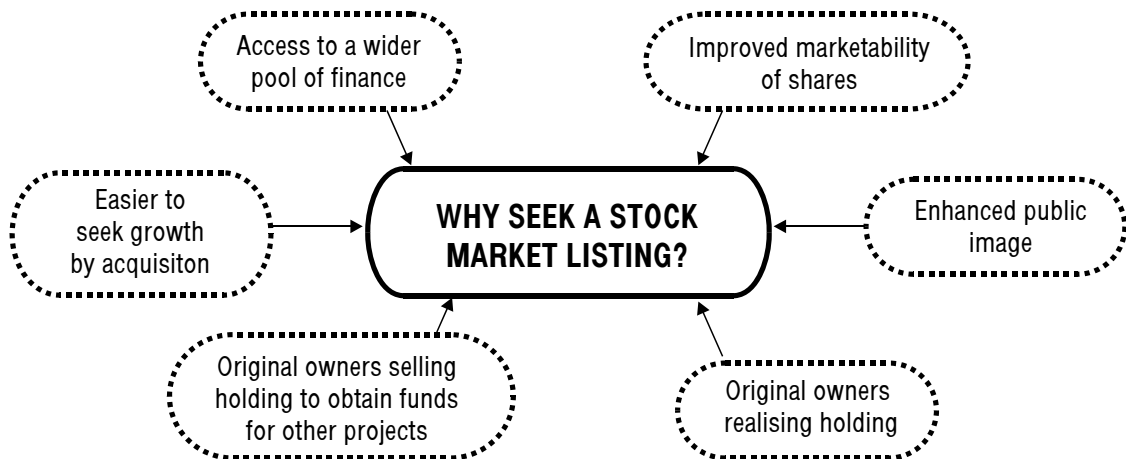 Access to a wider
pool of finance
Improved marketability
of shares
Easier to
seek growth
by acquisiton
WHY SEEK A STOCK
MARKET LISTING?
Enhanced public
image
Original owners selling
holding to obtain funds
for other projects
Original owners
realising holding